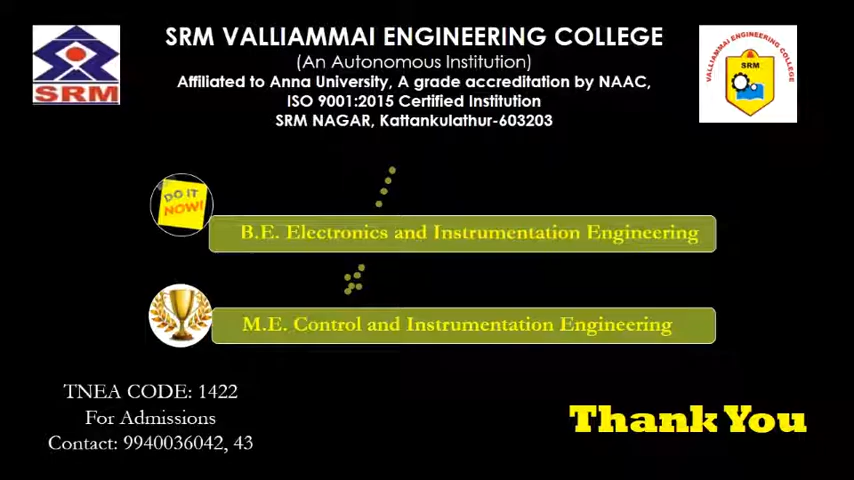 SRM VALLIAMMAI ENGINEERING COLLEGE
(An Autonomous Institution)
Affiliated to Anna University, A grade accreditation by NAAC,
ISO 9001:2015 Certified Institution
SRM NAGAR, Kattankulathur-603203
SRM
VALLIAMMAI ENGINEERING COLLEGE
SRM
DO IT
NOW!
B.E. Electronics and Instrumentation Engineering
M.E. Control and Instrumentation Engineering
TNEA CODE: 1422
For Admissions
Contact: 9940036042, 43
Thank You